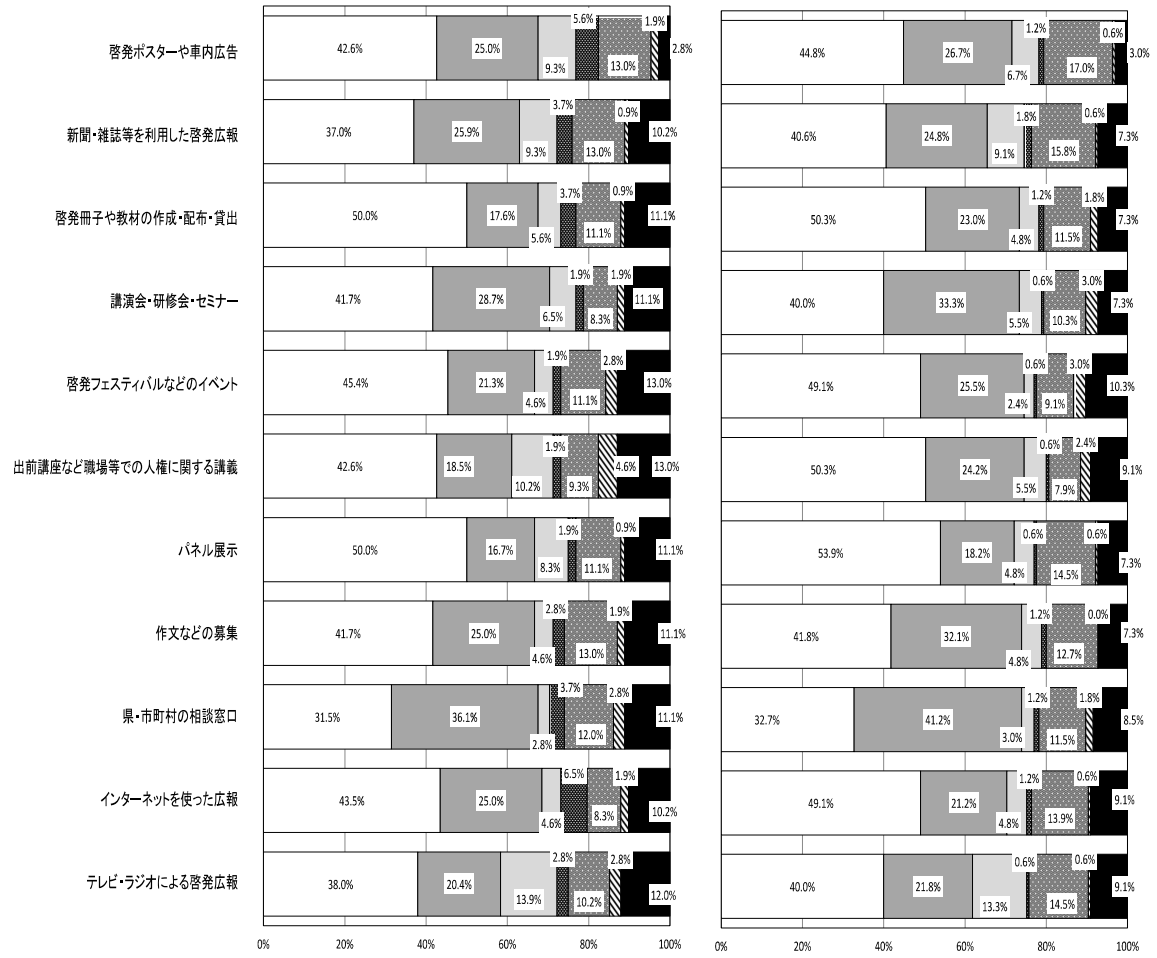 啓発ポスターや車内広告
42.6% 25.0% 9.3% 5.6% 13.0% 1.9% 2.8%
44.8% 26.7% 6.7% 1.2% 17.0% 0.6% 3.0%
新聞・雑誌等を利用した啓発広報
37.0% 25.9% 9.3% 3.7% 13.0% 0.9% 10.2%
40.6% 24.8% 9.1% 1.8% 15.8% 0.6% 7.3%
啓発冊子や教材の作成・配布・貸出
50.0% 17.6% 5.6% 3.7% 11.1% 0.9% 11.1%
50.3% 23.0% 4.8% 1.2% 11.5% 1.8% 7.3%
講演会・研修会・セミナー
41.7% 28.7% 6.5% 1.9% 8.3% 1.9% 11.1%
40.0% 33.3% 5.5% 0.6% 10.3% 3.0% 7.3%
啓発フェスティバルなどのイベント
45.4% 21.3% 4.6% 1.9% 11.1% 2.8% 13.0%
49.1% 25.5% 2.4% 0.6% 9.1% 3.0% 10.3%
出前講座など職場等での人権に関する講義
42.6% 18.5% 10.2% 1.9% 9.3% 4.6% 13.0%
50.3% 24.2% 5.5% 0.6% 7.9% 2.4% 9.1%
パネル展示
50.0% 16.7% 8.3% 1.9% 11.1% 0.9% 11.1%
53.9% 18.2% 4.8% 0.6% 14.5% 0.6% 7.3%
作文などの募集
41.7% 25.0% 4.6% 2.8% 13.0% 1.9% 11.1%
41.8% 32.1% 4.8% 1.2% 12.7% 0.0% 7.3%
県・市町村の相談窓口
31.5% 36.1% 2.8% 3.7% 12.0% 2.8% 11.1%
32.7% 41.2% 3.0% 1.2% 11.5% 1.8% 8.5%
インターネットを使った広報
43.5% 25.0% 4.6% 6.5% 8.3% 1.9% 10.2%
49.1% 21.2% 4.8% 1.2% 13.9% 0.6% 9.1%
テレビ・ラジオによる啓発広報
38.0% 20.4% 13.9% 2.8% 10.2% 2.8% 12.0%
40.0% 21.8% 13.3% 0.6% 14.5% 0.6% 9.1%
0% 20% 40% 60% 80% 100%
0% 20% 40% 60% 80% 100%